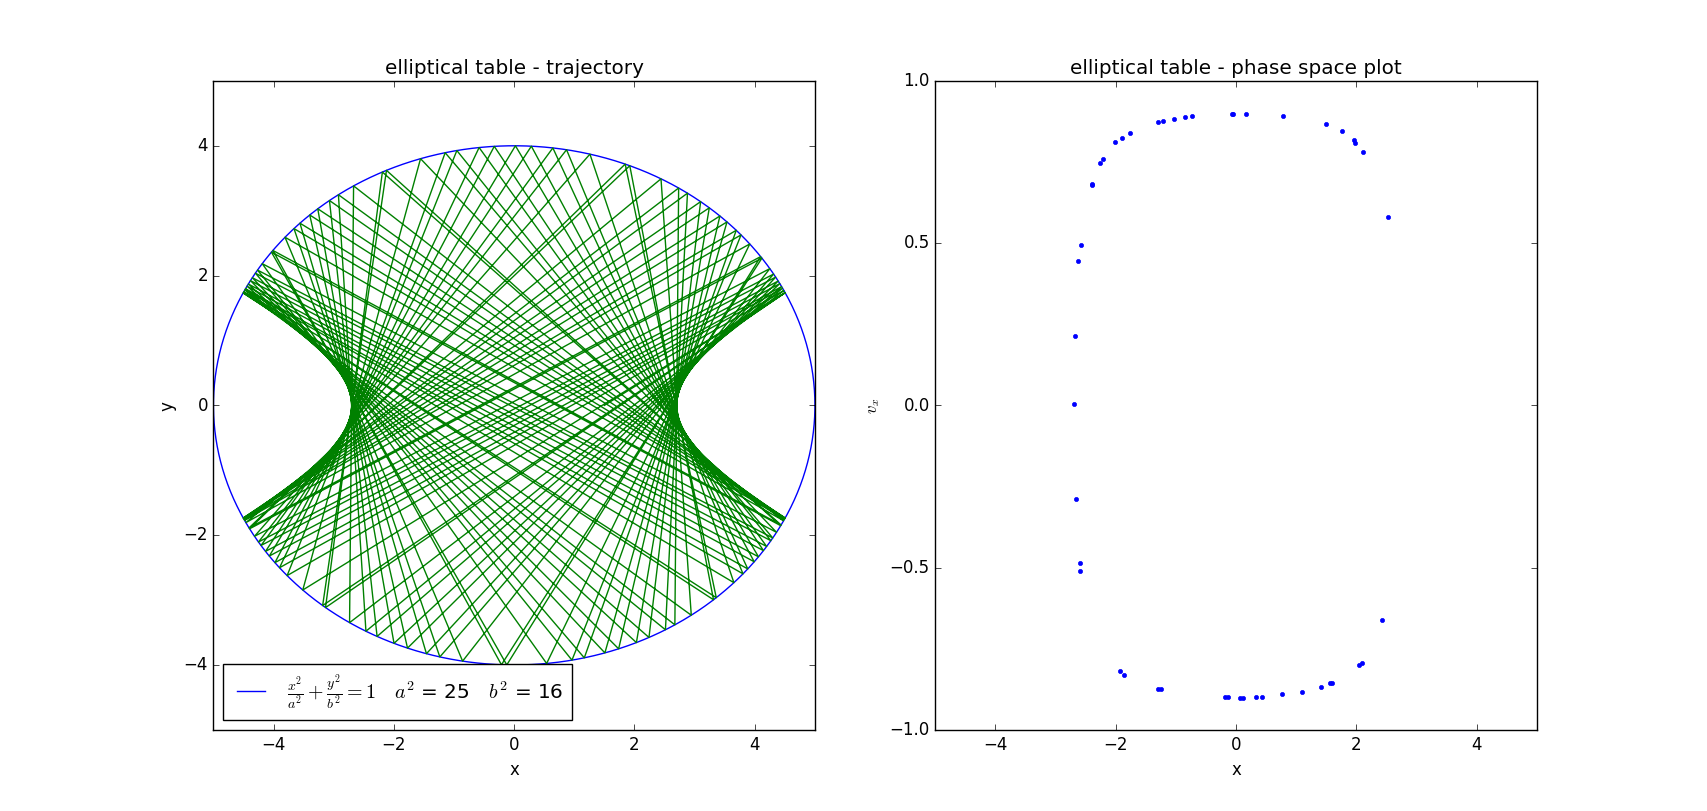 elliptical table - trajectory
y
4
2
0
−2
−4
−4 −2 0 2 4
x
x²/a² + y²/b² = 1 a² = 25 b² = 16
elliptical table - phase space plot
vₓ
1.0
0.5
0.0
−0.5
−1.0
−4 −2 0 2 4
x